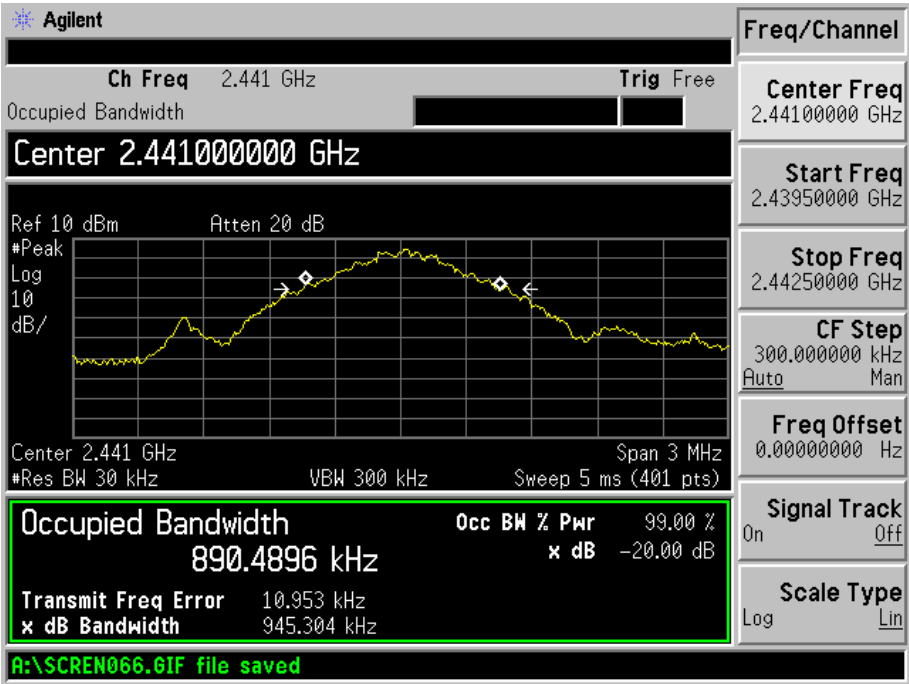 Agilent
Ch Freq 2.441 GHz Trig Free
Occupied Bandwidth
Center 2.441000000 GHz
Ref 10 dBm Atten 20 dB
#Peak
Log
10
dB/
Center 2.441 GHz Span 3 MHz
#Res BW 30 kHz VBW 300 kHz Sweep 5 ms (401 pts)
Occupied Bandwidth
890.4896 kHz
Occ BW % Pwr 99.00 %
x dB -20.00 dB
Transmit Freq Error 10.953 kHz
x dB Bandwidth 945.304 kHz
A:\SCREN066.GIF file saved
Freq/Channel
Center Freq
2.44100000 GHz
Start Freq
2.43950000 GHz
Stop Freq
2.44250000 GHz
CF Step
300.000000 kHz
Auto Man
Freq Offset
0.00000000 Hz
Signal Track
On Off
Scale Type
Log Lin